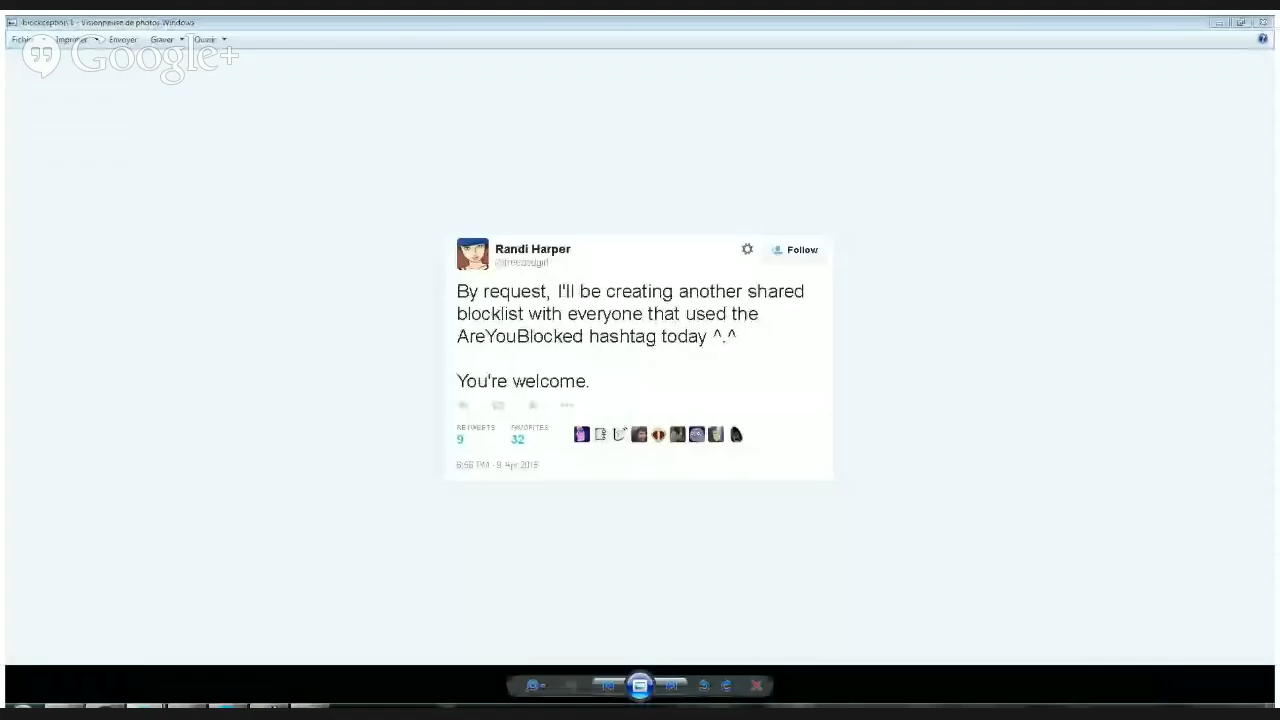 blockception1 - Visionneuse de photos Windows
Fichier Imprimer Envoyer Graver Ouvrir
Google+
Randi Harper
Follow
By request, I'll be creating another shared
blocklist with everyone that used the
AreYouBlocked hashtag today ^.^
You're welcome.
RETWEETS FAVORITES
9 32
6:56 PM - 9 Apr 2015